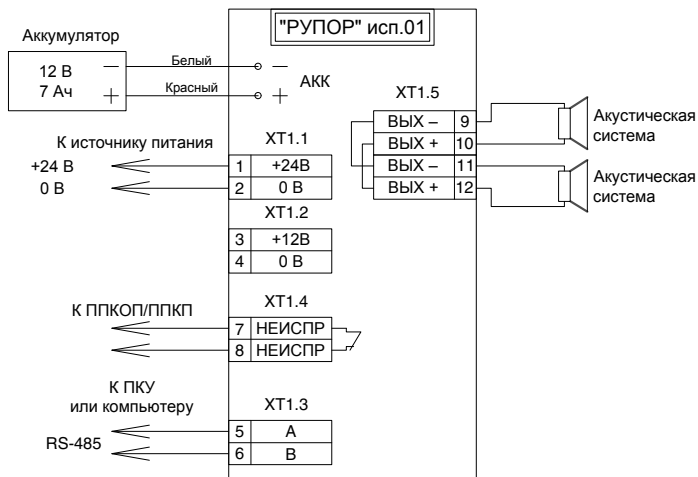 "РУПОР" исп.01
Аккумулятор
12 В
7 Ач
−
+
Белый
Красный
−
+
АКК
К источнику питания
+24 В
0 В
XT1.1
1 +24В
2 0 В
XT1.2
3 +12В
4 0 В
К ППКОП/ППКП
XT1.4
7 НЕИСПР
8 НЕИСПР
К ПКУ
или компьютеру
RS-485
XT1.3
5 A
6 B
XT1.5
ВЫХ − 9
ВЫХ + 10
ВЫХ − 11
ВЫХ + 12
Акустическая
система
Акустическая
система